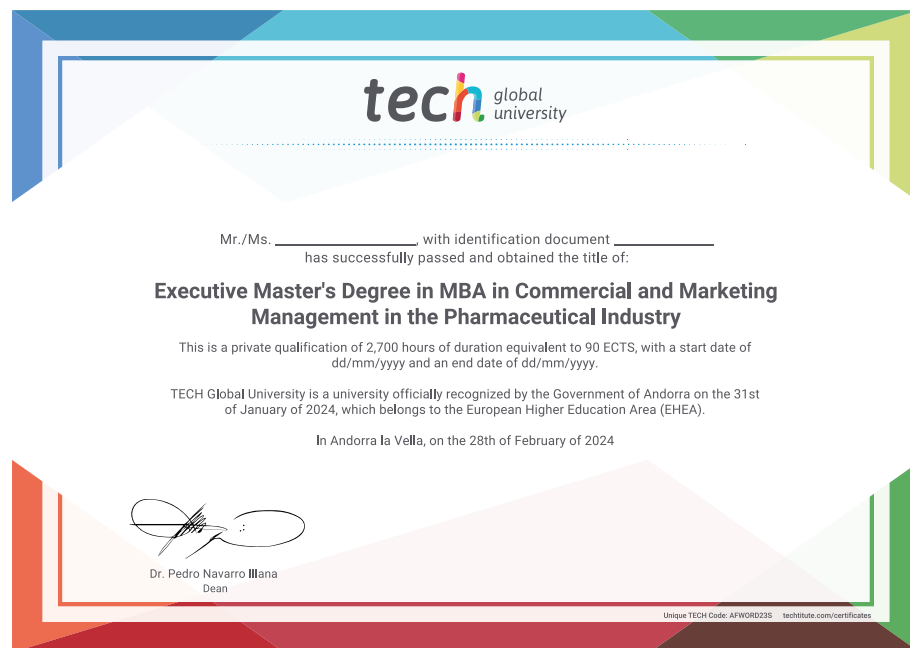 tech global
university
Mr./Ms. ____________, with identification document ____________
has successfully passed and obtained the title of:
Executive Master's Degree in MBA in Commercial and Marketing
Management in the Pharmaceutical Industry
This is a private qualification of 2,700 hours of duration equivalent to 90 ECTS, with a start date of
dd/mm/yyyy and an end date of dd/mm/yyyy.
TECH Global University is a university officially recognized by the Government of Andorra on the 31st
of January of 2024, which belongs to the European Higher Education Area (EHEA).
In Andorra la Vella, on the 28th of February of 2024
Dr. Pedro Navarro Illana
Dean
Unique TECH Code: AFWORD23S techtitute.com/certificates